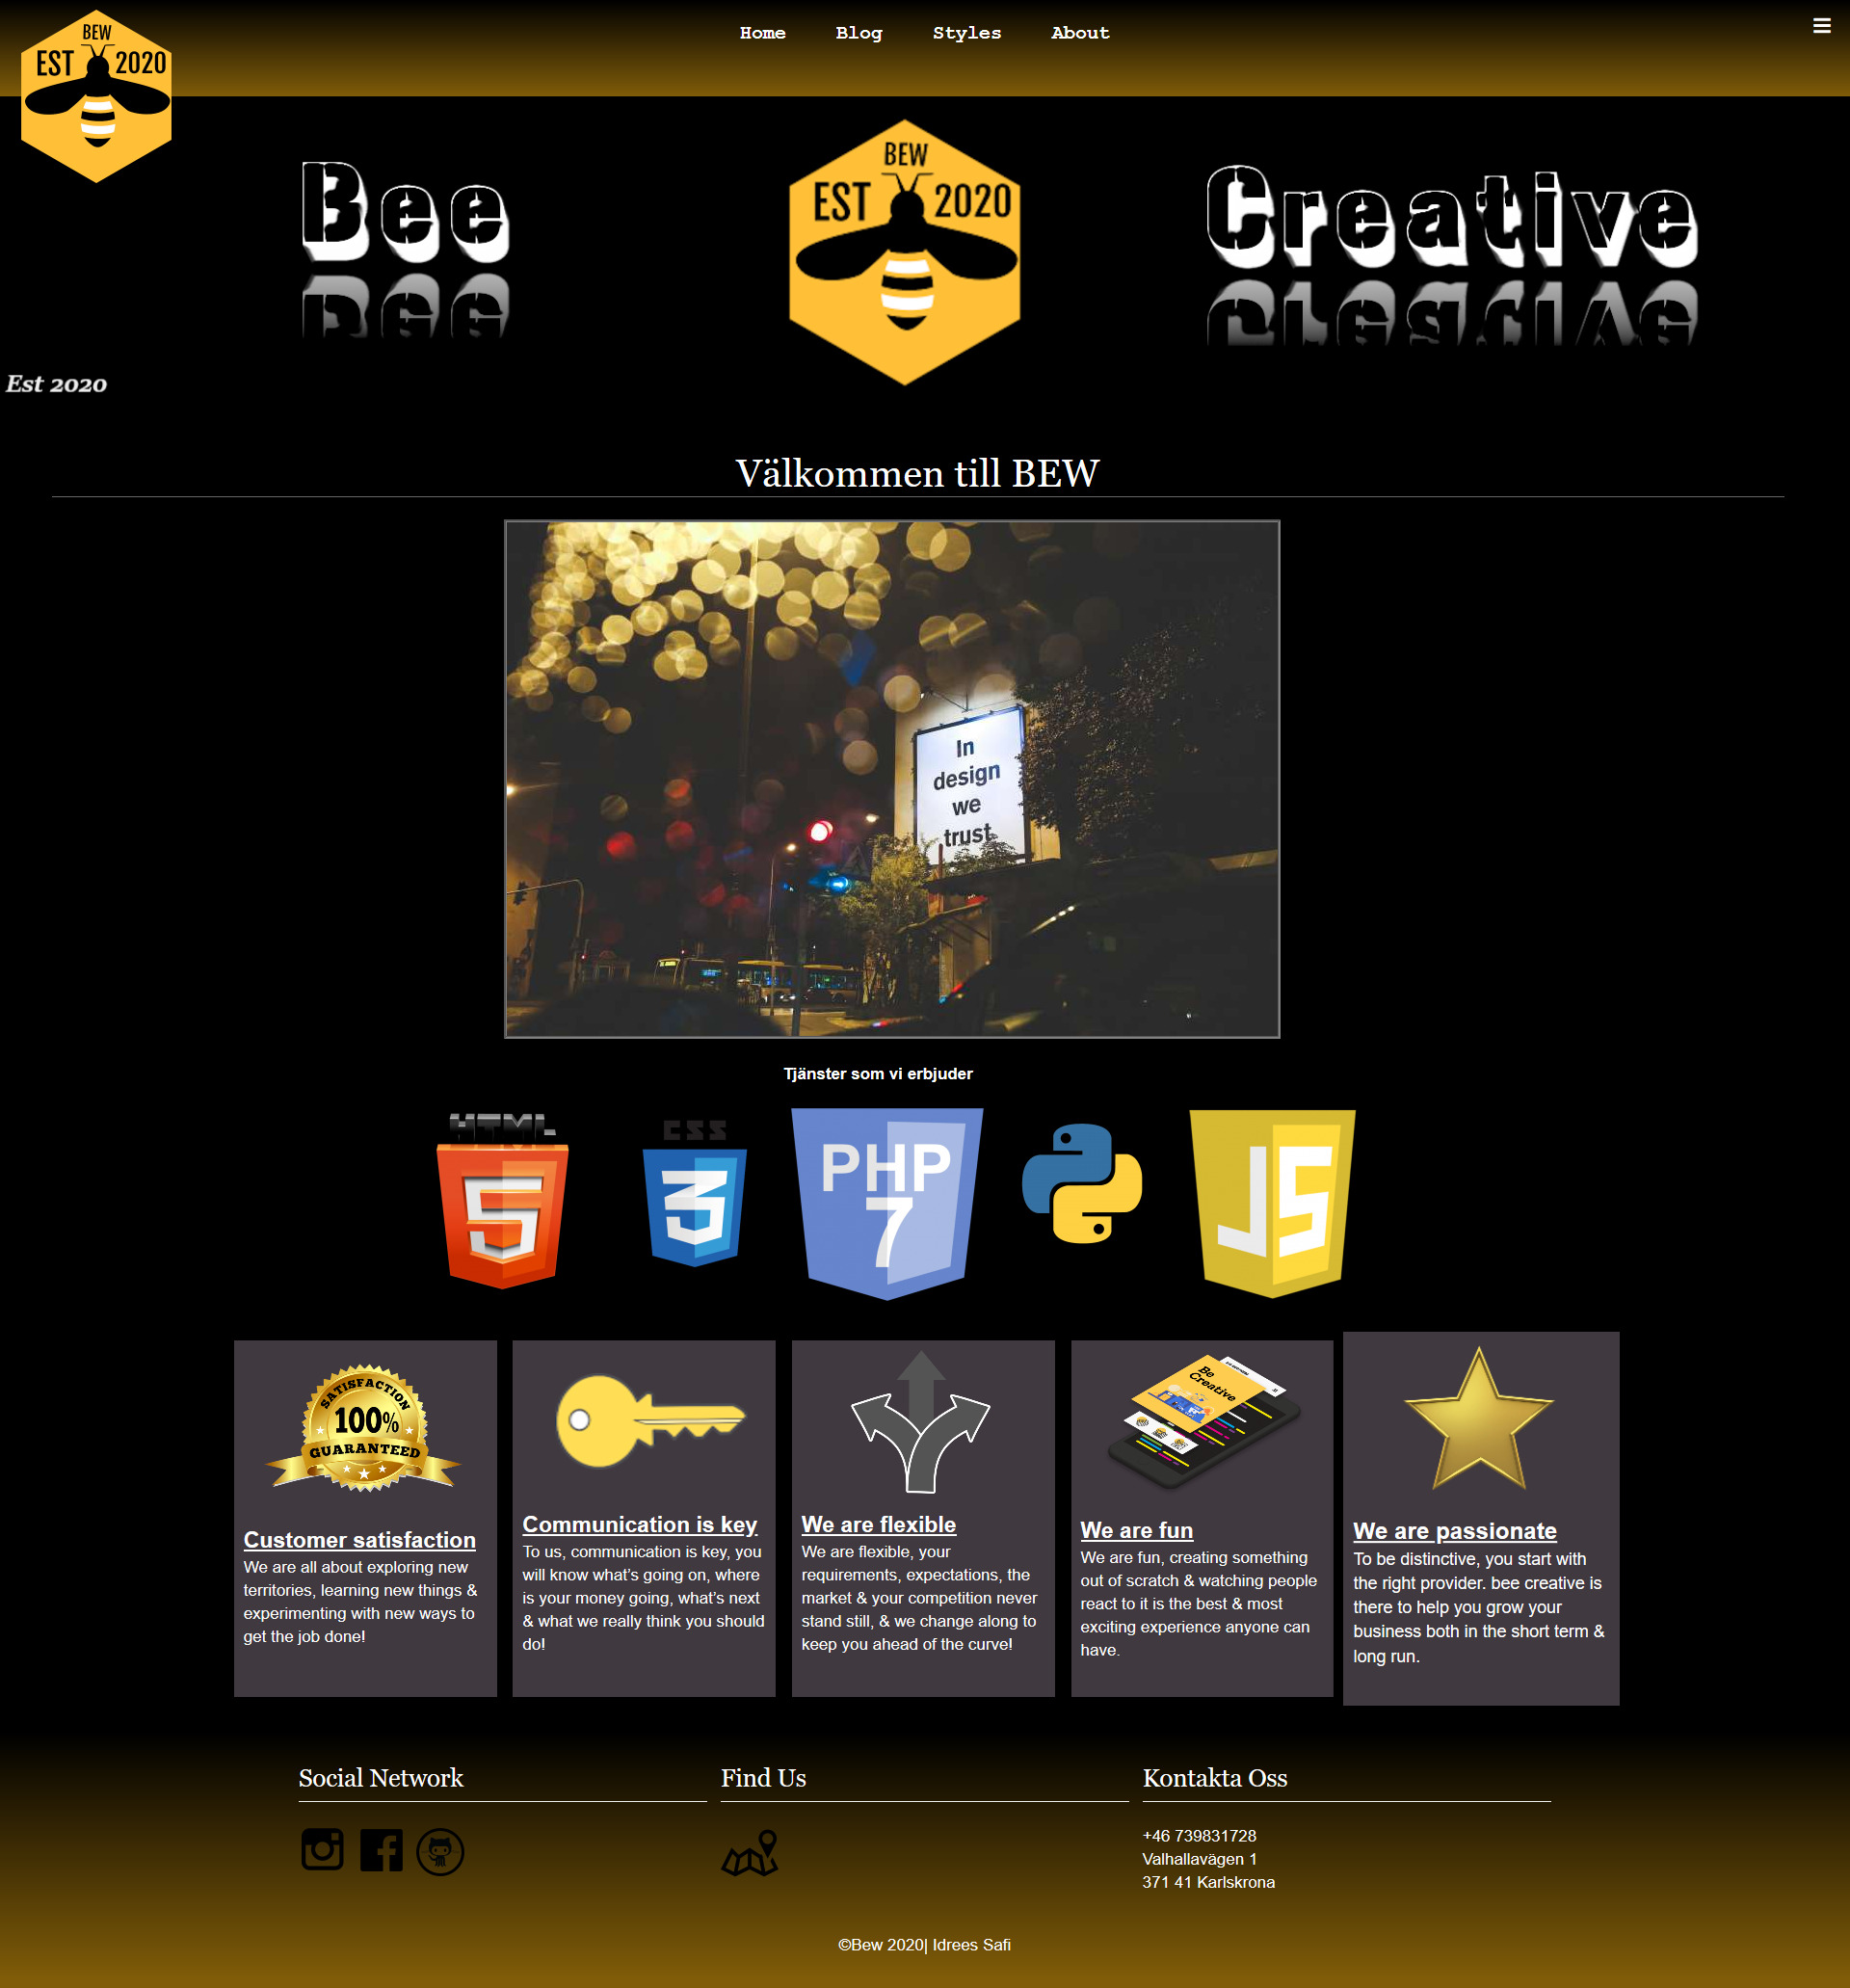 Home Blog Styles About
BEW
EST 2020
Bee
BEW
EST 2020
Creative
Est 2020
Välkommen till BEW
In
design
we
trust
Tjänster som vi erbjuder
HTML
5
CSS
3
PHP
7
JS
SATISFACTION
100%
GUARANTEED
Customer satisfaction
We are all about exploring new
territories, learning new things &
experimenting with new ways to
get the job done!
Communication is key
To us, communication is key, you
will know what’s going on, where
is your money going, what’s next
& what we really think you should
do!
We are flexible
We are flexible, your
requirements, expectations, the
market & your competition never
stand still, & we change along to
keep you ahead of the curve!
Be
Creative
We are fun
We are fun, creating something
out of scratch & watching people
react to it is the best & most
exciting experience anyone can
have.
We are passionate
To be distinctive, you start with
the right provider. bee creative is
there to help you grow your
business both in the short term &
long run.
Social Network
Find Us
Kontakta Oss
+46 739831728
Valhallavägen 1
371 41 Karlskrona
©Bew 2020| Idrees Safi